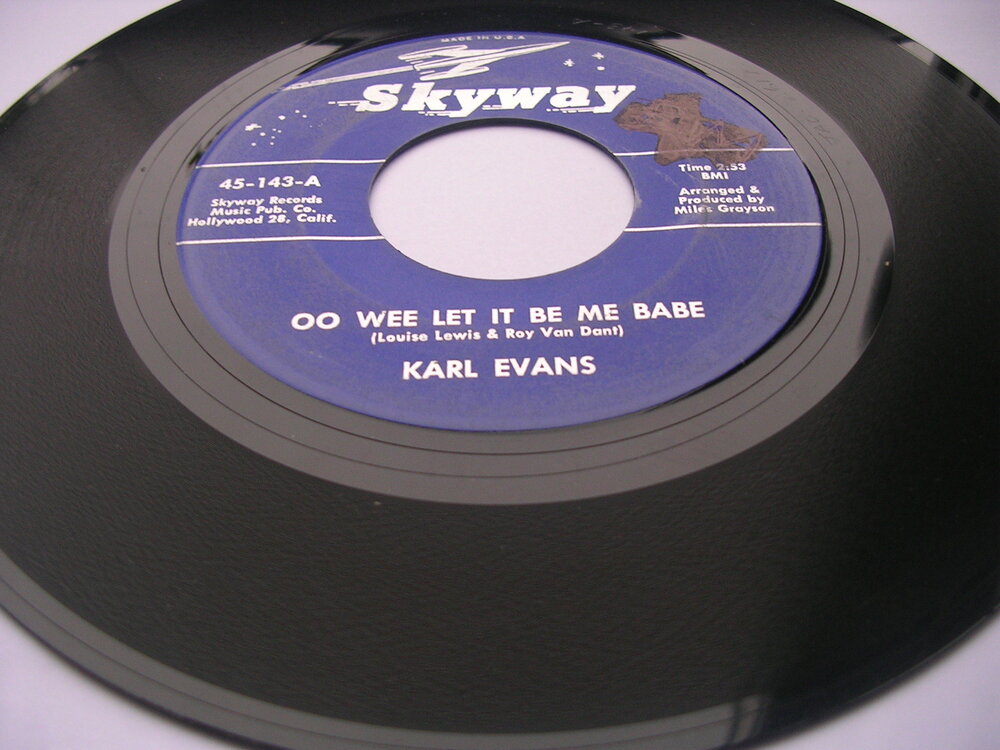 MADE IN U.S.A
Skyway
45-143-A
Skyway Records
Music Pub. Co.
Hollywood 28, Calif.
Time 2:53
BMI
Arranged &
Produced by
Miles Grayson
OO WEE LET IT BE ME BABE
(Louise Lewis & Roy Van Dant)
KARL EVANS